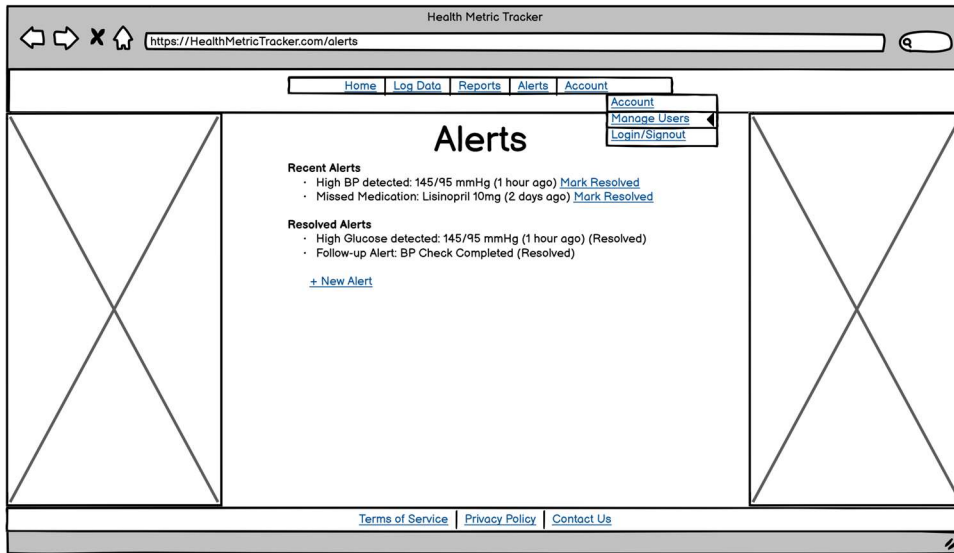 Health Metric Tracker
https://HealthMetricTracker.com/alerts
Home Log Data Reports Alerts Account
Account
Manage Users
Login/Signout
Alerts
Recent Alerts
· High BP detected: 145/95 mmHg (1 hour ago) Mark Resolved
· Missed Medication: Lisinopril 10mg (2 days ago) Mark Resolved
Resolved Alerts
· High Glucose detected: 145/95 mmHg (1 hour ago) (Resolved)
· Follow-up Alert: BP Check Completed (Resolved)
+ New Alert
Terms of Service Privacy Policy Contact Us